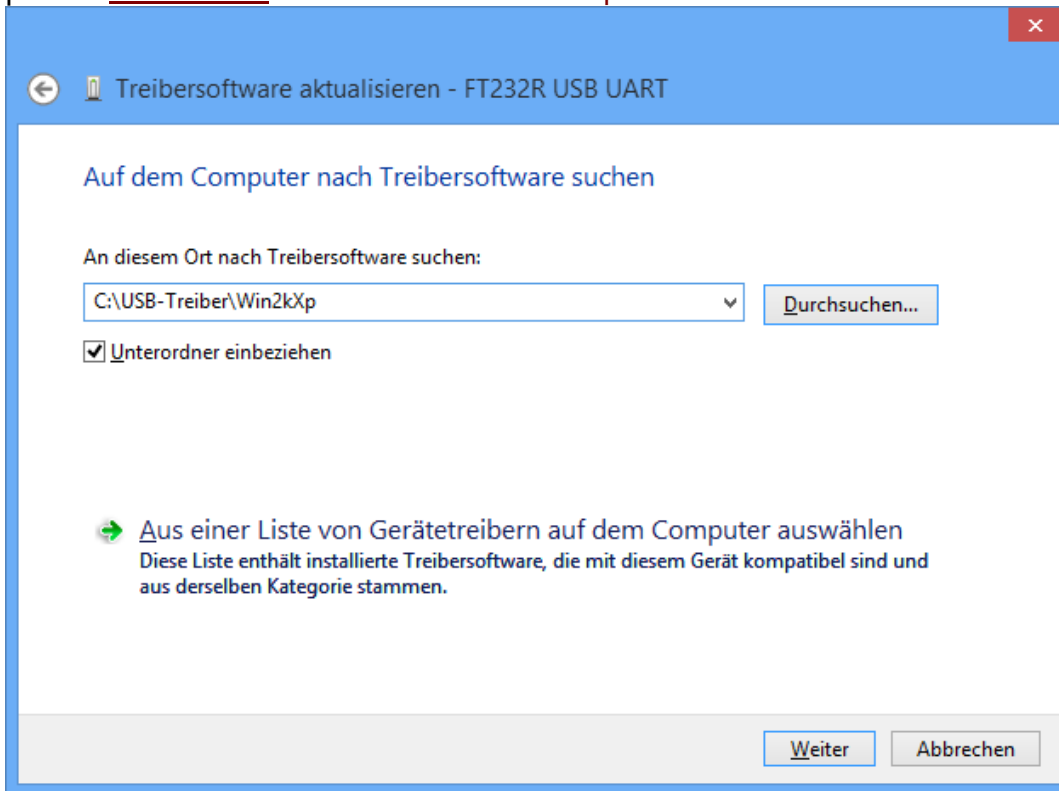 Treibersoftware aktualisieren - FT232R USB UART
Auf dem Computer nach Treibersoftware suchen
An diesem Ort nach Treibersoftware suchen:
C:\USB-Treiber\Win2kXp
Durchsuchen...
Unterordner einbeziehen
Aus einer Liste von Gerätetreibern auf dem Computer auswählen
Diese Liste enthält installierte Treibersoftware, die mit diesem Gerät kompatibel sind und
aus derselben Kategorie stammen.
Weiter
Abbrechen